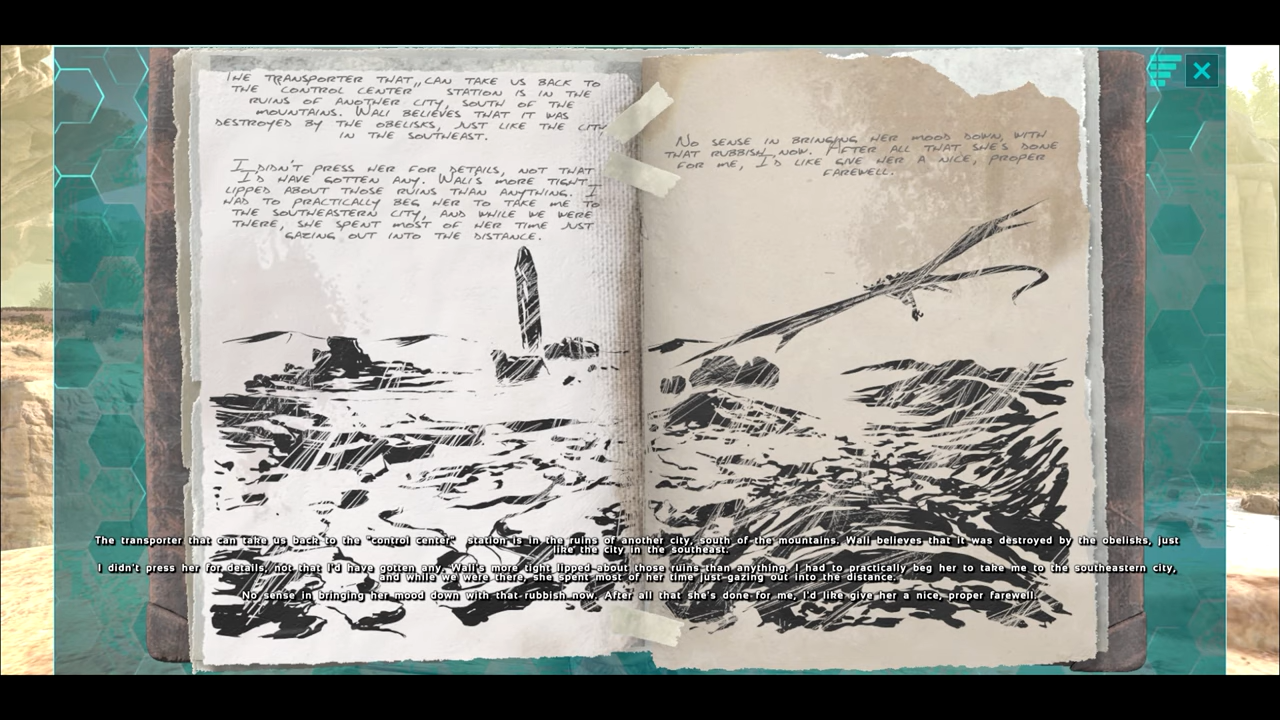 THE TRANSPORTER THAT,, CAN TAKE US BACK TO
THE "CONTROL CENTER" STATION IS IN THE
RUINS OF ANOTHER CITY, SOUTH OF THE
MOUNTAINS. WALI BELIEVES THAT IT WAS
DESTROYED BY THE OBELISKS, JUST LIKE THE CITY
IN THE SOUTHEAST.
I DIDN'T PRESS HER FOR DETAILS, NOT THAT
I'D HAVE GOTTEN ANY. WALI'S MORE TIGHT
LIPPED ABOUT THOSE RUINS THAN ANYTHING. I
HAD TO PRACTICALLY BEG HER TO TAKE ME TO
THE SOUTHEASTERN CITY, AND WHILE WE WERE
THERE, SHE SPENT MOST OF HER TIME JUST
GAZING OUT INTO THE DISTANCE.
NO SENSE IN BRINGING HER MOOD DOWN WITH
THAT RUBBISH NOW. AFTER ALL THAT SHE'S DONE
FOR ME, I'D LIKE GIVE HER A NICE, PROPER
FAREWELL.
The transporter that can take us back to the "control center" station is in the ruins of another city, south of the mountains. Wali believes that it was destroyed by the obelisks, just
like the city in the southeast.
I didn't press her for details, not that I'd have gotten any. Wali's more tight lipped about those ruins than anything. I had to practically beg her to take me to the southeastern city,
and while we were there, she spent most of her time just gazing out into the distance.
No sense in bringing her mood down with that rubbish now. After all that she's done for me, I'd like give her a nice, proper farewell.